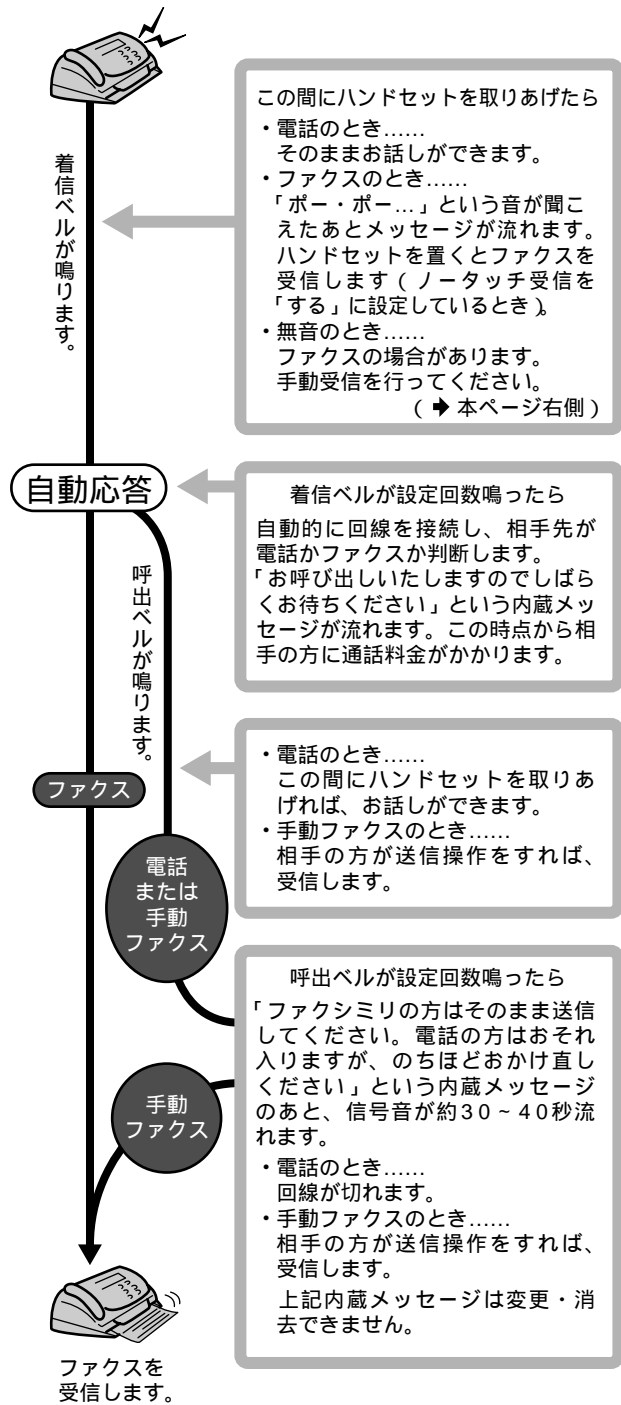 着信ベルが鳴ります。
この間にハンドセットを取りあげたら
・電話のとき……
そのままお話しができます。
・ファクスのとき……
「ポー・ポー…」という音が聞こ
えたあとメッセージが流れます。
ハンドセットを置くとファクスを
受信します(ノータッチ受信を
「する」に設定しているとき)。
・無音のとき……
ファクスの場合があります。
手動受信を行ってください。
(➔本ページ右側)
自動応答
着信ベルが設定回数鳴ったら
自動的に回線を接続し、相手先が
電話かファクスか判断します。
「お呼び出しいたしますのでしばら
くお待ちください」という内蔵メッ
セージが流れます。この時点から相
手の方に通話料金がかかります。
呼出ベルが鳴ります。
ファクス
・電話のとき……
この間にハンドセットを取りあ
げれば、お話しができます。
・手動ファクスのとき……
相手の方が送信操作をすれば、
受信します。
電話
または
手動
ファクス
呼出ベルが設定回数鳴ったら
「ファクシミリの方はそのまま送信
してください。電話の方はおそれ
入りますが、のちほどおかけ直し
ください」という内蔵メッセージ
のあと、信号音が約30~40秒流
れます。
・電話のとき……
回線が切れます。
・手動ファクスのとき……
相手の方が送信操作をすれば、
受信します。
上記内蔵メッセージは変更・消
去できません。
手動
ファクス
ファクスを
受信します。